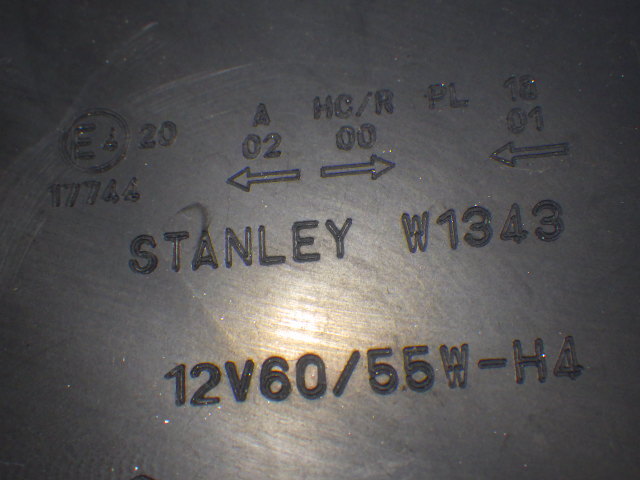 A HC/R PL 18
E4 20 02 00 01
17744
STANLEY W1343
12V60/55W-H4